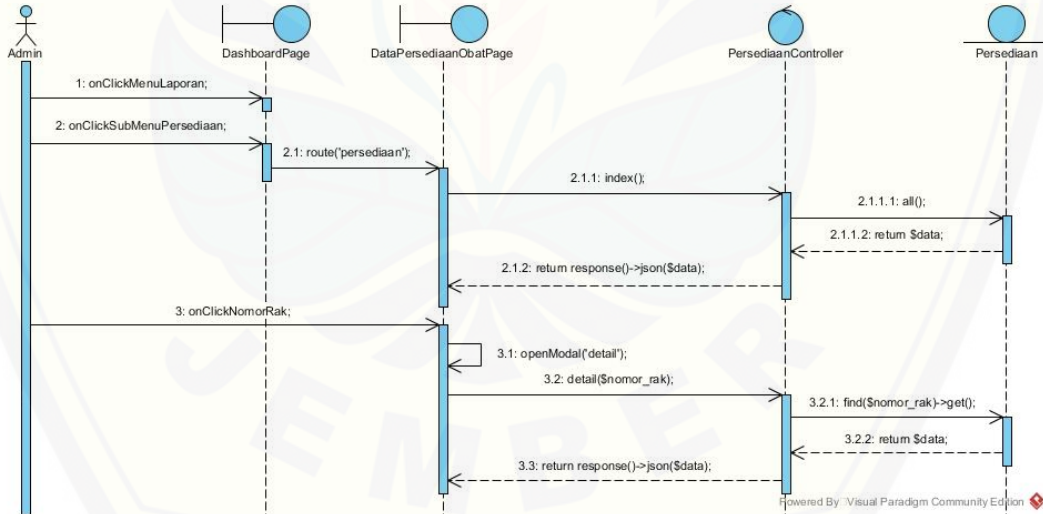 Admin
DashboardPage
DataPersediaanObatPage
PersediaanController
Persediaan
1: onClickMenuLaporan;
2: onClickSubMenuPersediaan;
2.1: route('persediaan');
2.1.1: index();
2.1.1.1: all();
2.1.1.2: return $data;
2.1.2: return response()->json($data);
3: onClickNomorRak;
3.1: openModal('detail');
3.2: detail($nomor_rak);
3.2.1: find($nomor_rak)->get();
3.2.2: return $data;
3.3: return response()->json($data);
JEMBER
Powered By Visual Paradigm Community Edition